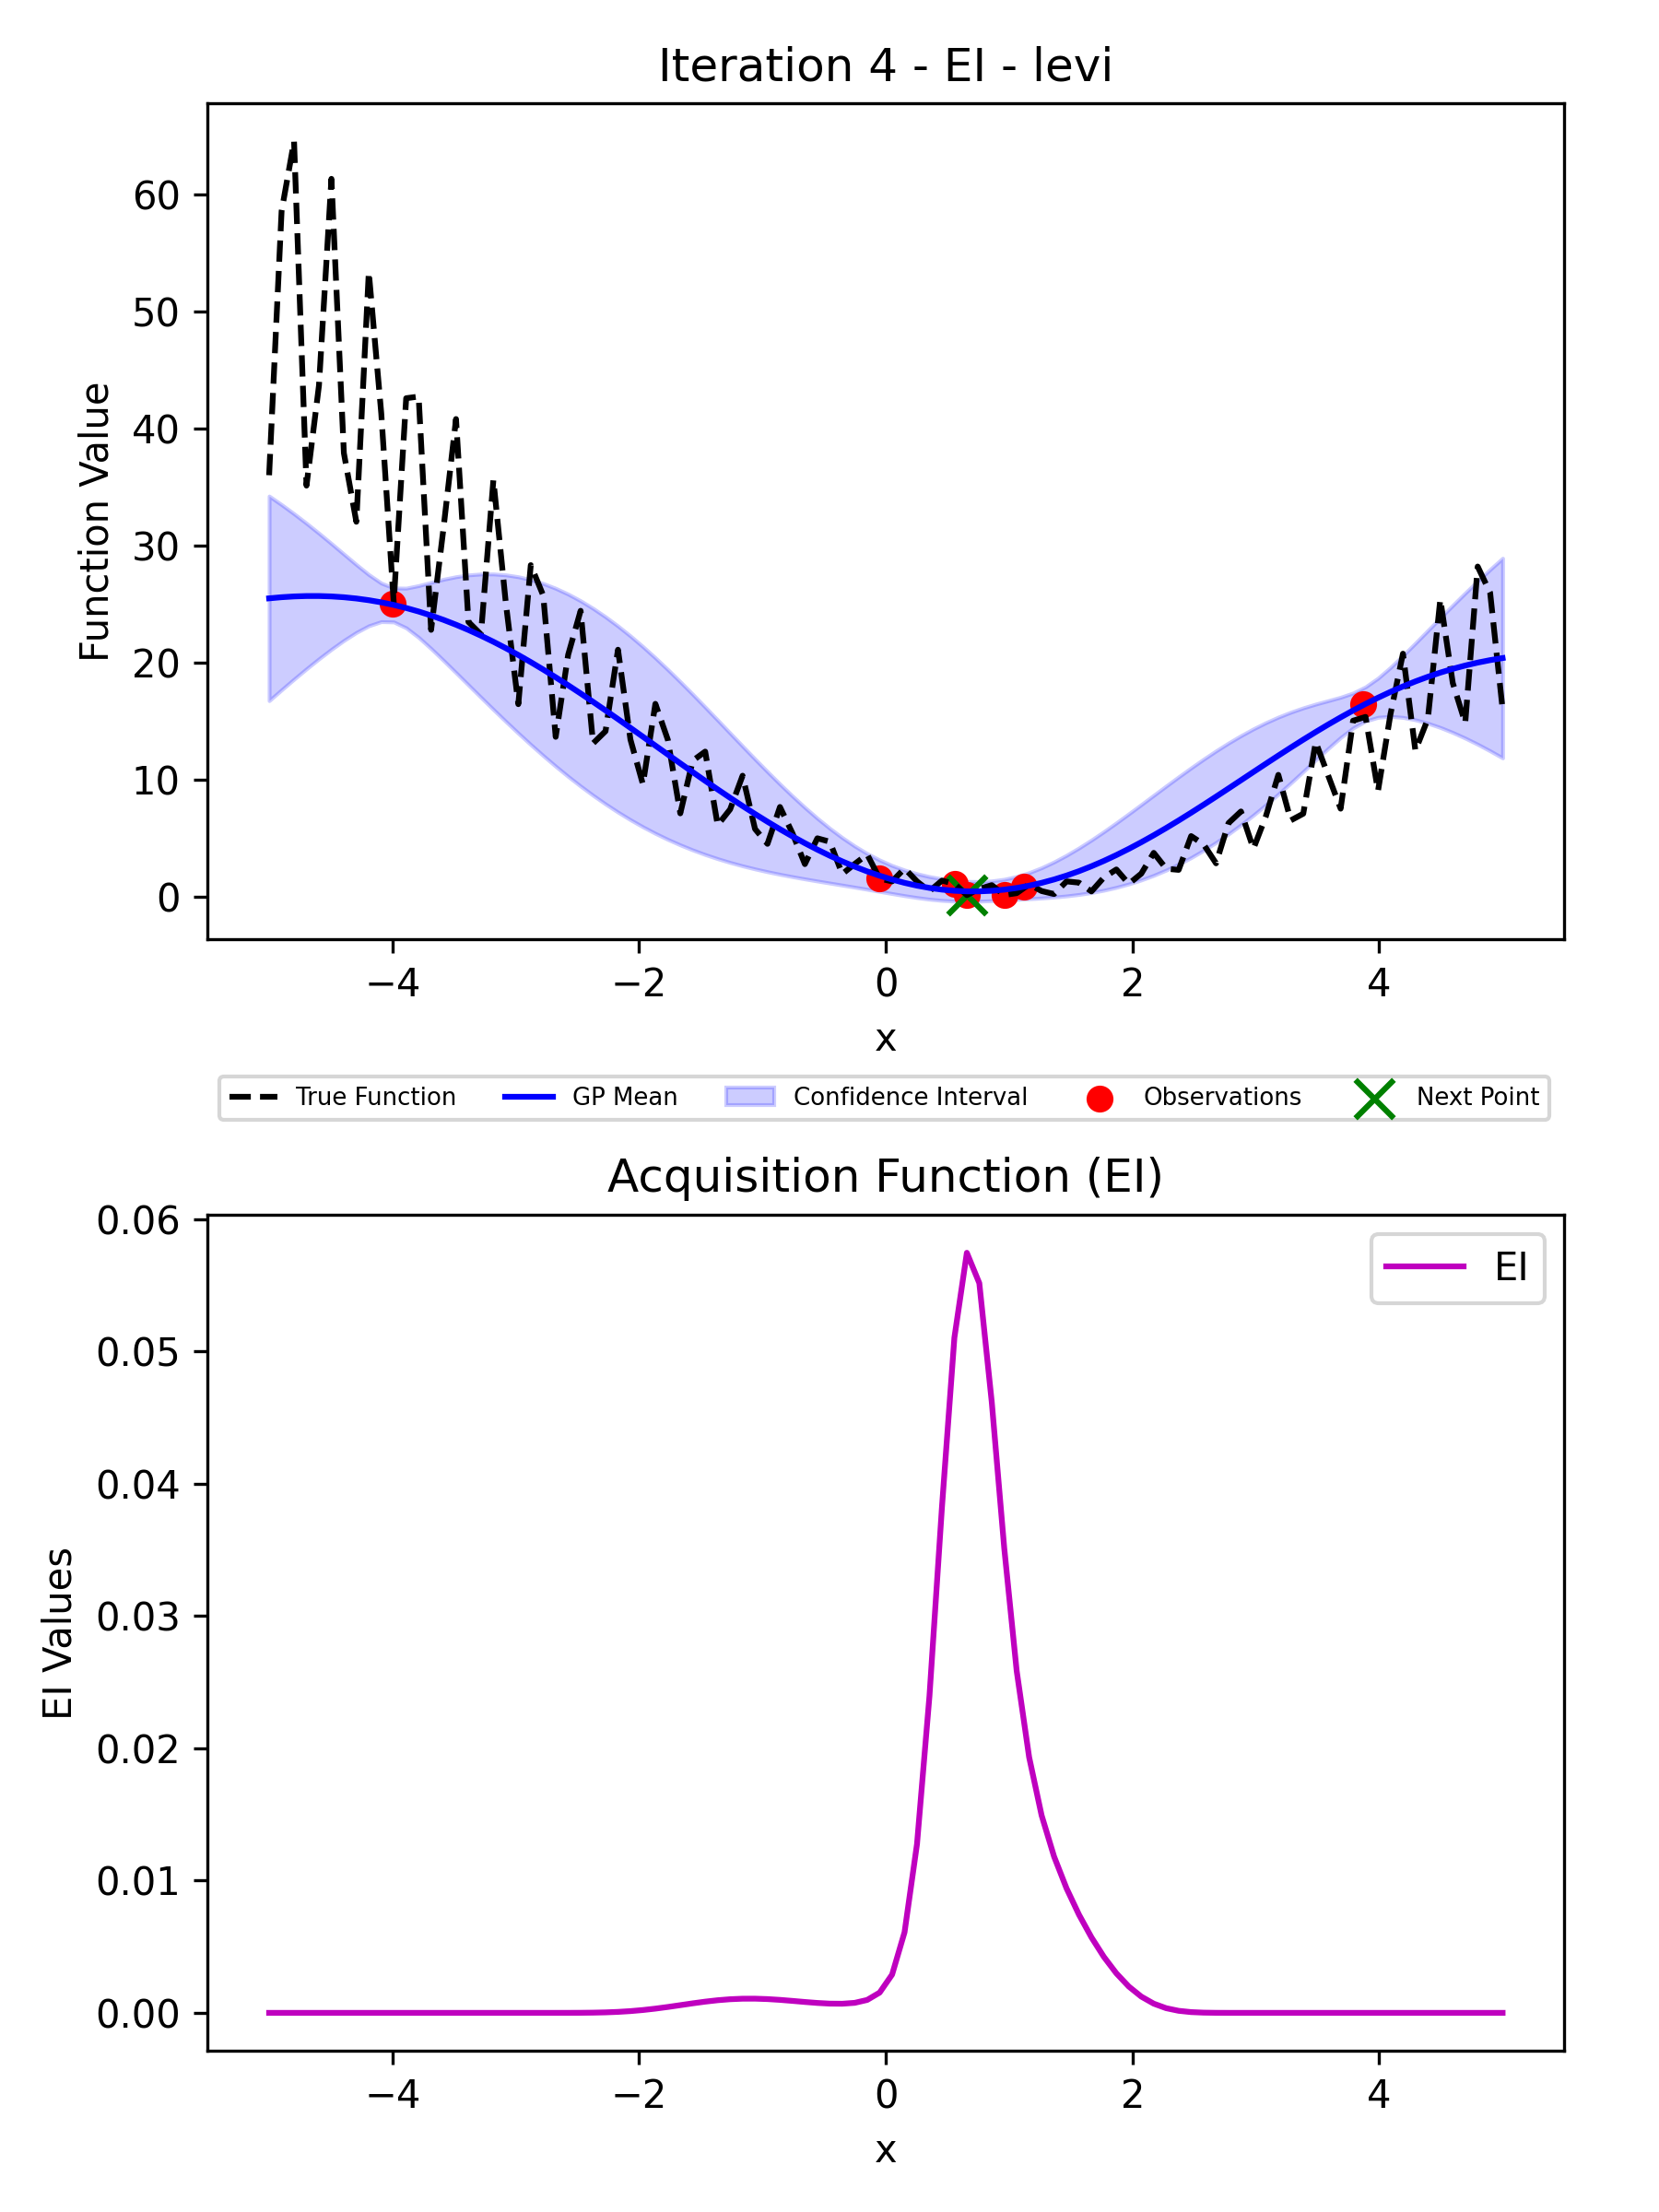 Iteration 4 - EI - levi
60
50
40
30
20
10
0
Function Value
−4 −2 0 2 4
x
True Function GP Mean Confidence Interval Observations Next Point
Acquisition Function (EI)
0.06
0.05
0.04
0.03
0.02
0.01
0.00
EI Values
EI
−4 −2 0 2 4
x